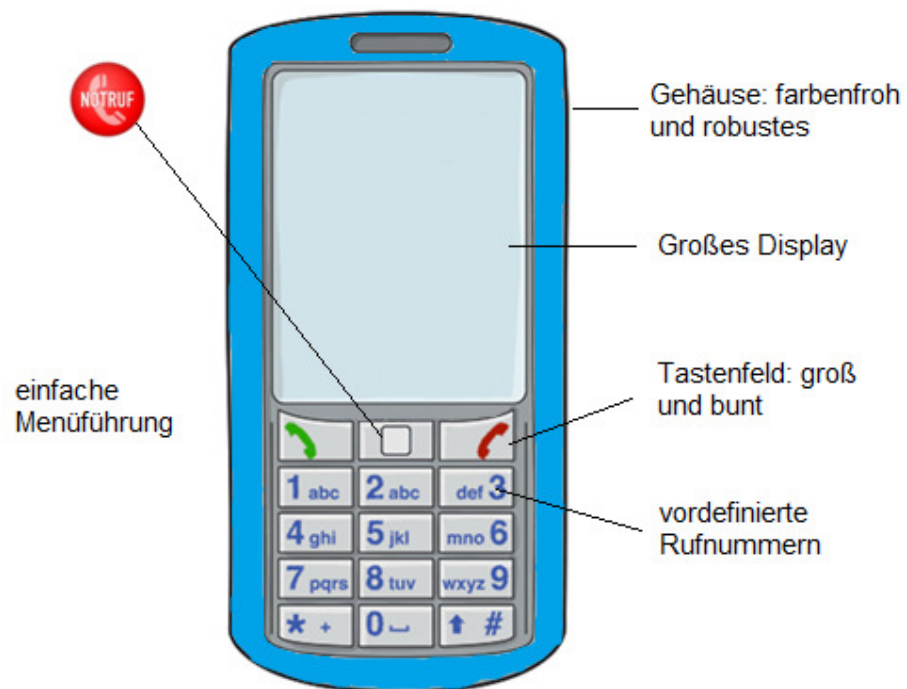 NOTRUF
Gehäuse: farbenfroh
und robustes
Großes Display
einfache
Menüführung
Tastenfeld: groß
und bunt
vordefinierte
Rufnummern
1 abc 2 abc def 3
4 ghi 5 jkl mno 6
7 pqrs 8 tuv wxyz 9
* + 0 #